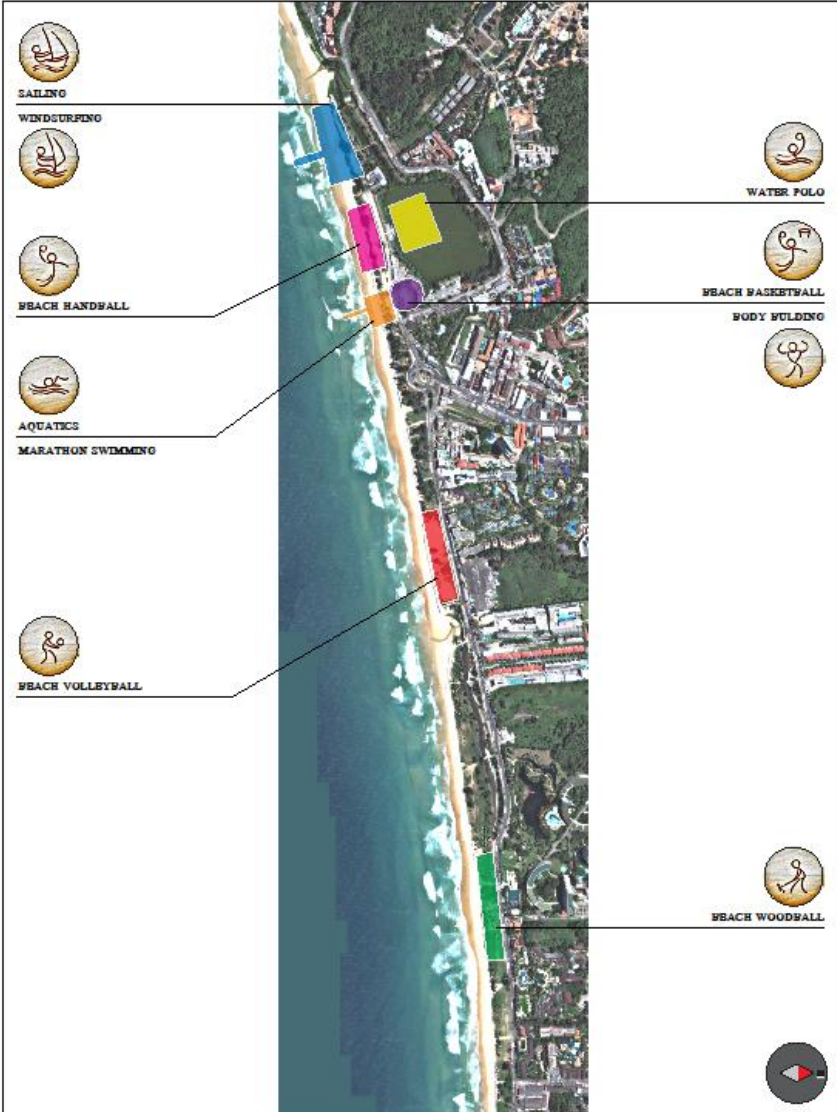 SAILING
WINDSURFING
BEACH HANDBALL
AQUATICS
MARATHON SWIMMING
BEACH VOLLEYBALL
WATER POLO
BEACH BASKETBALL
BODY BULDING
BEACH WOODBALL